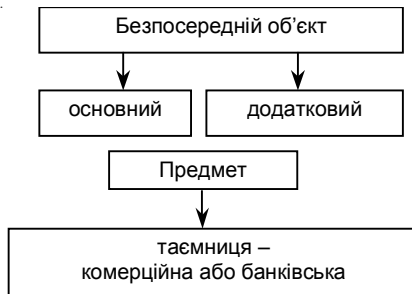 Безпосередній об’єкт
основний
додатковий
Предмет
таємниця –
комерційна або банківська